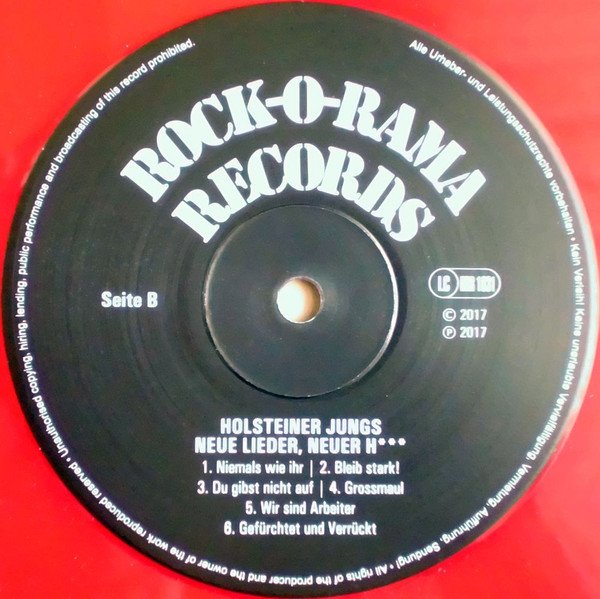 ROCK-O-RAMA
RECORDS
Seite B
LC
© 2017
℗ 2017
HOLSTEINER JUNGS
NEUE LIEDER, NEUER H***
1. Niemals wie ihr | 2. Bleib stark!
3. Du gibst nicht auf | 4. Grossmaul
5. Wir sind Arbeiter
6. Gefürchtet und Verrückt
Alle Urheber- und Leistungsschutzrechte vorbehalten • Kein Verleih! Keine unerlaubte Vervielfältigung, Vermietung, Aufführung, Sendung! • All rights of the producer and the owner of the work reproduced reserved • Unauthorised copying, hiring, lending, public performance and broadcasting of this record prohibited.